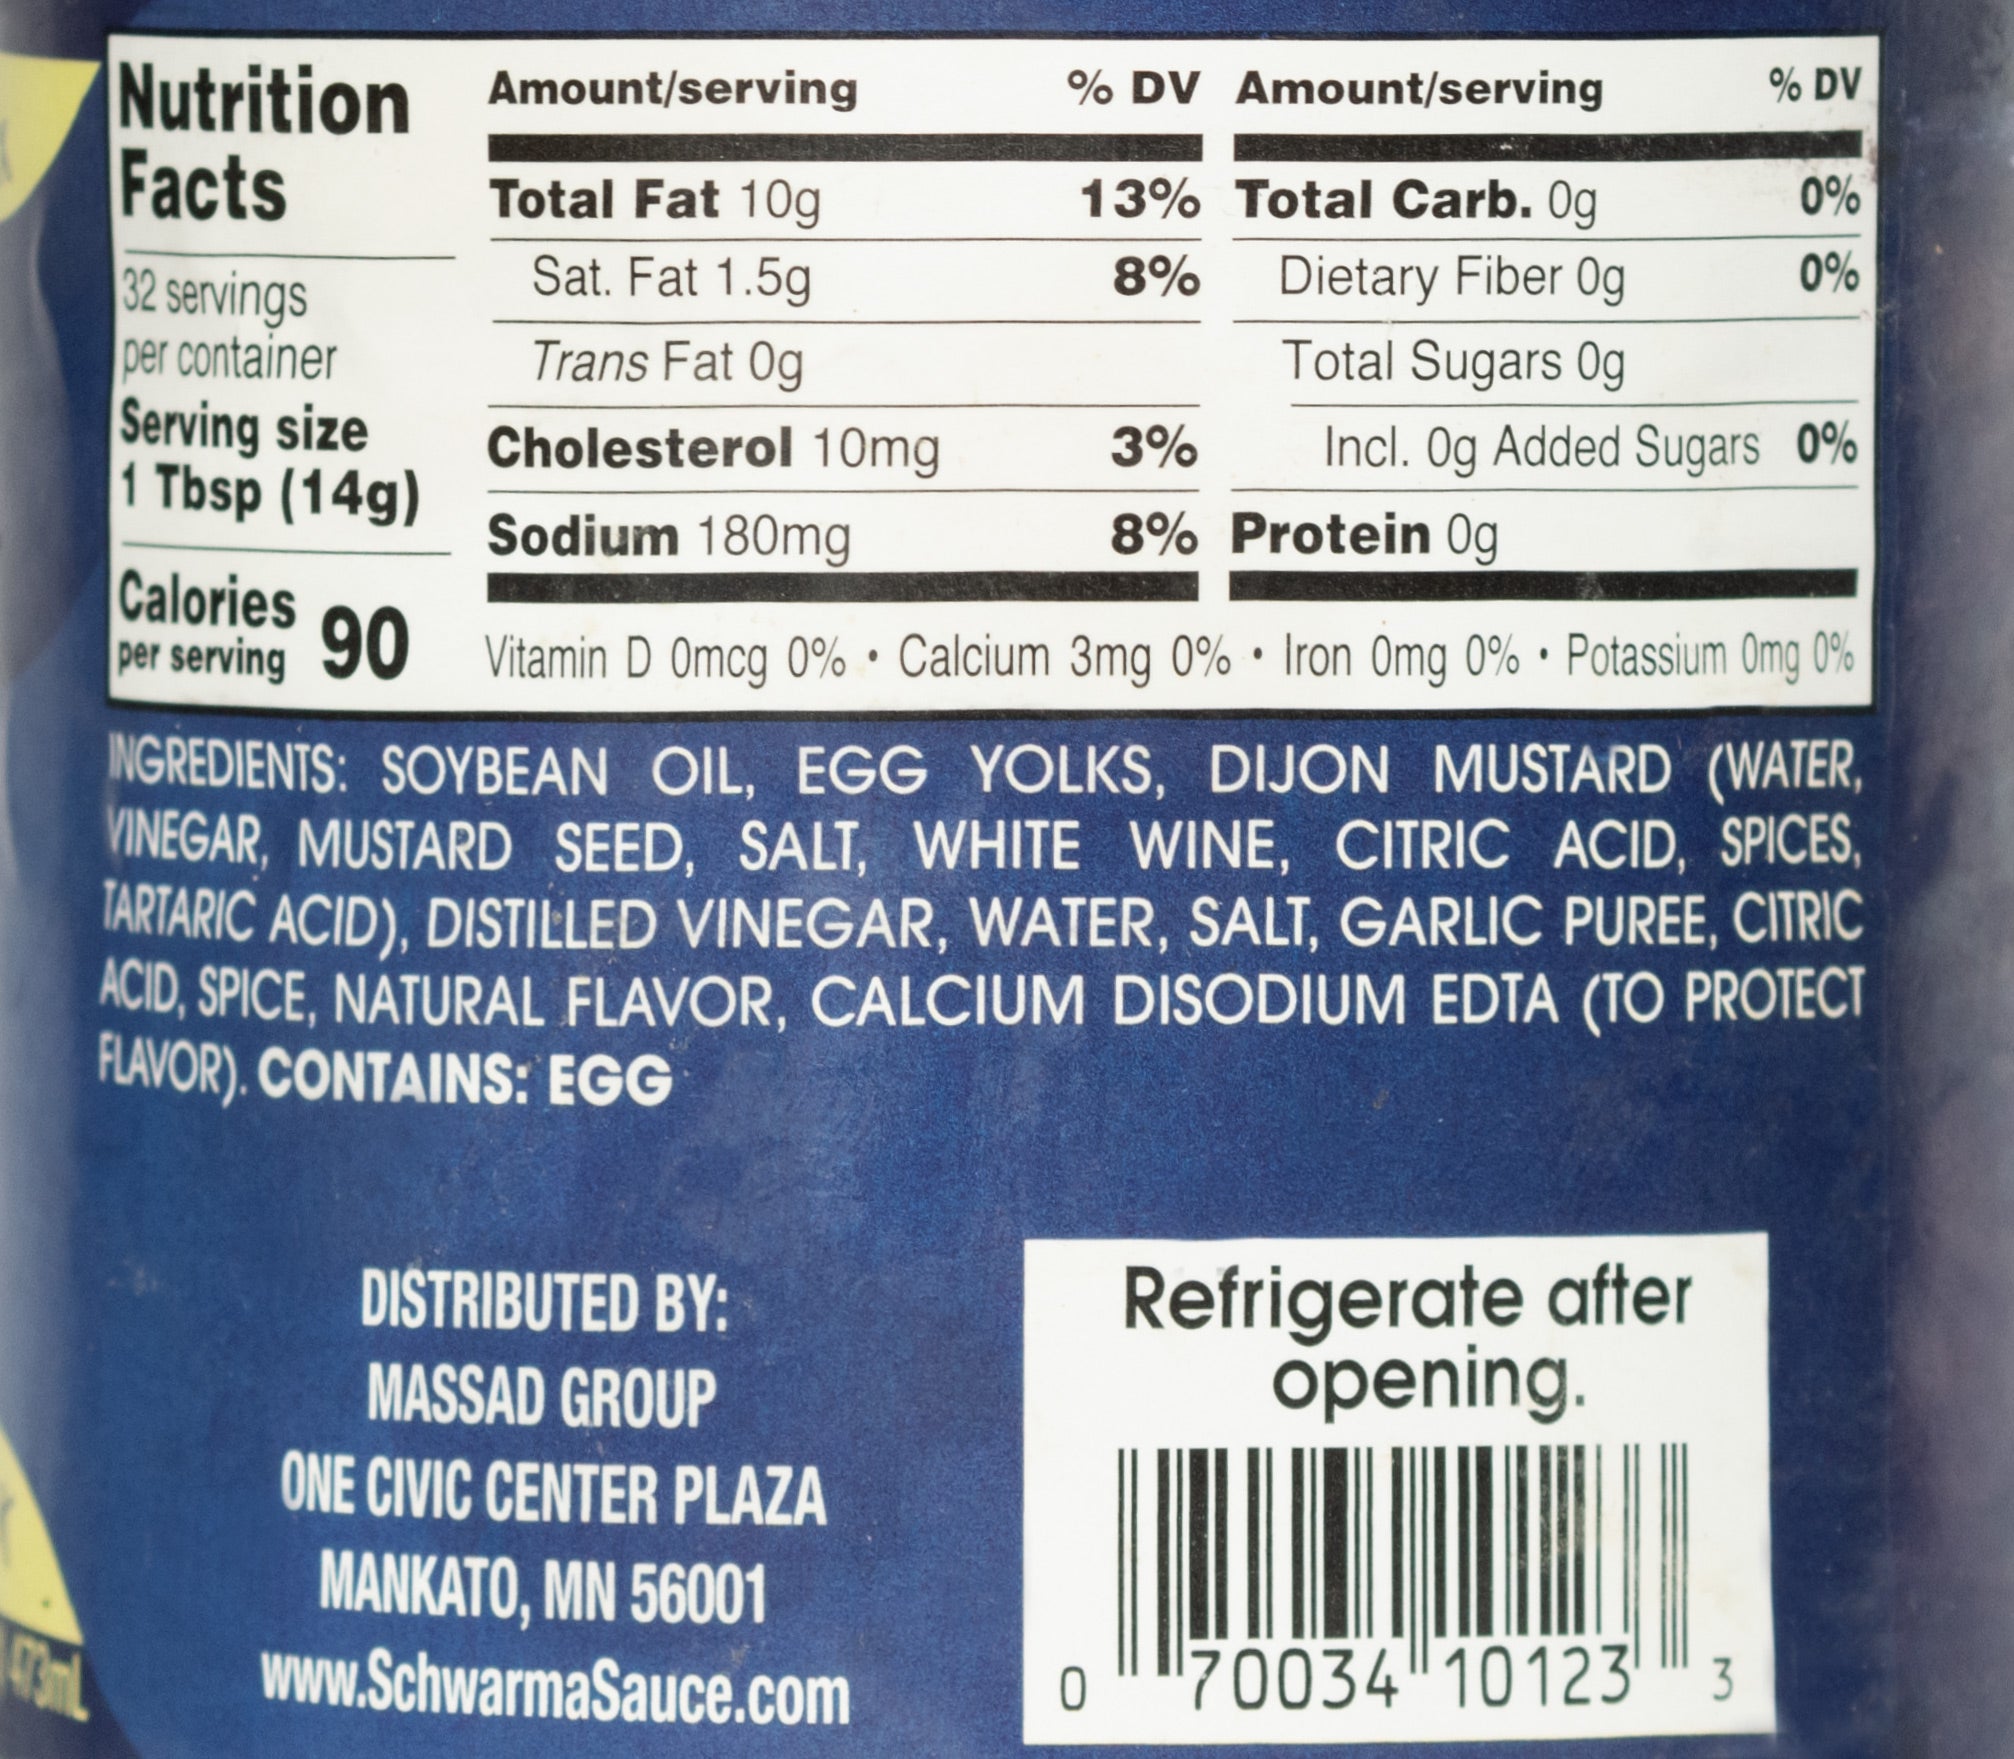 Nutrition
Facts
32 servings
per container
Serving size
1 Tbsp (14g)
Calories
per serving 90
Amount/serving % DV
Total Fat 10g 13%
Sat. Fat 1.5g 8%
Trans Fat 0g
Cholesterol 10mg 3%
Sodium 180mg 8%
Amount/serving % DV
Total Carb. 0g 0%
Dietary Fiber 0g 0%
Total Sugars 0g
Incl. 0g Added Sugars 0%
Protein 0g
Vitamin D 0mcg 0% • Calcium 3mg 0% • Iron 0mg 0% • Potassium 0mg 0%
INGREDIENTS: SOYBEAN OIL, EGG YOLKS, DIJON MUSTARD (WATER,
VINEGAR, MUSTARD SEED, SALT, WHITE WINE, CITRIC ACID, SPICES,
TARTARIC ACID), DISTILLED VINEGAR, WATER, SALT, GARLIC PUREE, CITRIC
ACID, SPICE, NATURAL FLAVOR, CALCIUM DISODIUM EDTA (TO PROTECT
FLAVOR). CONTAINS: EGG
DISTRIBUTED BY:
MASSAD GROUP
ONE CIVIC CENTER PLAZA
MANKATO, MN 56001
www.SchwarmaSauce.com
Refrigerate after
opening.
0 70034 10123 3
473mL